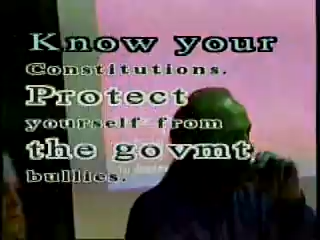 Know your
Constitutions.
Protect
yourself from
the govmt
bullies.